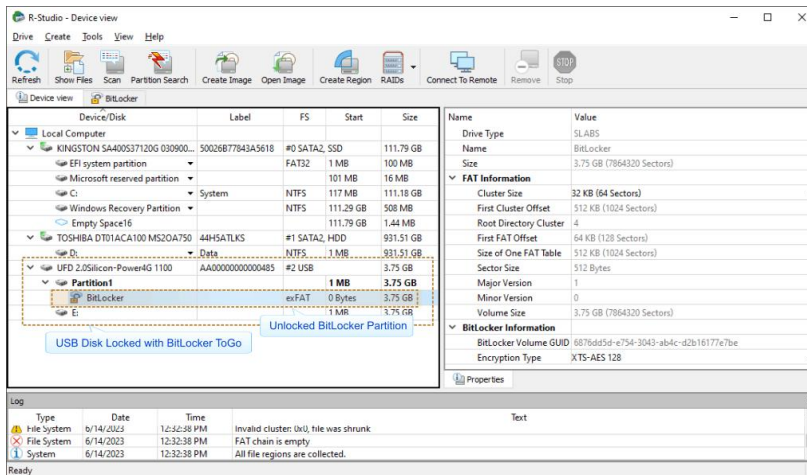 R-Studio - Device view
Drive Create Tools View Help
Refresh Show Files Scan Partition Search Create Image Open Image Create Region RAIDs Connect To Remote Remove Stop
STOP
Device view BitLocker
Device/Disk Label FS Start Size
Local Computer
KINGSTON SA400S37120G 030900... 50026B77843A5618 #0 SATA2, SSD 111.79 GB
EFI system partition FAT32 1 MB 100 MB
Microsoft reserved partition 101 MB 16 MB
C: System NTFS 117 MB 111.18 GB
Windows Recovery Partition NTFS 111.29 GB 508 MB
Empty Space16 111.79 GB 1.44 MB
TOSHIBA DT01ACA100 MS2OA750 44H5ATLKS #1 SATA2, HDD 931.51 GB
D: Data NTFS 1 MB 931.51 GB
UFD 2.0Silicon-Power4G 1100 AA00000000000485 #2 USB 3.75 GB
Partition1 1 MB 3.75 GB
BitLocker exFAT 0 Bytes 3.75 GB
E: 1 MB 3.75 GB
Unlocked BitLocker Partition
USB Disk Locked with BitLocker ToGo
Name Value
Drive Type SLABS
Name BitLocker
Size 3.75 GB (7864320 Sectors)
FAT Information
Cluster Size 32 KB (64 Sectors)
First Cluster Offset 512 KB (1024 Sectors)
Root Directory Cluster 4
First FAT Offset 64 KB (128 Sectors)
Size of One FAT Table 512 KB (1024 Sectors)
Sector Size 512 Bytes
Major Version 1
Minor Version 0
Volume Size 3.75 GB (7864320 Sectors)
BitLocker Information
BitLocker Volume GUID 6876dd5d-e754-3043-ab4c-d2b16177e7be
Encryption Type XTS-AES 128
Properties
Log
Type Date Time Text
File System 6/14/2023 12:32:38 PM Invalid cluster: 0x0, file was shrunk
File System 6/14/2023 12:32:38 PM FAT chain is empty
System 6/14/2023 12:32:38 PM All file regions are collected.
Ready